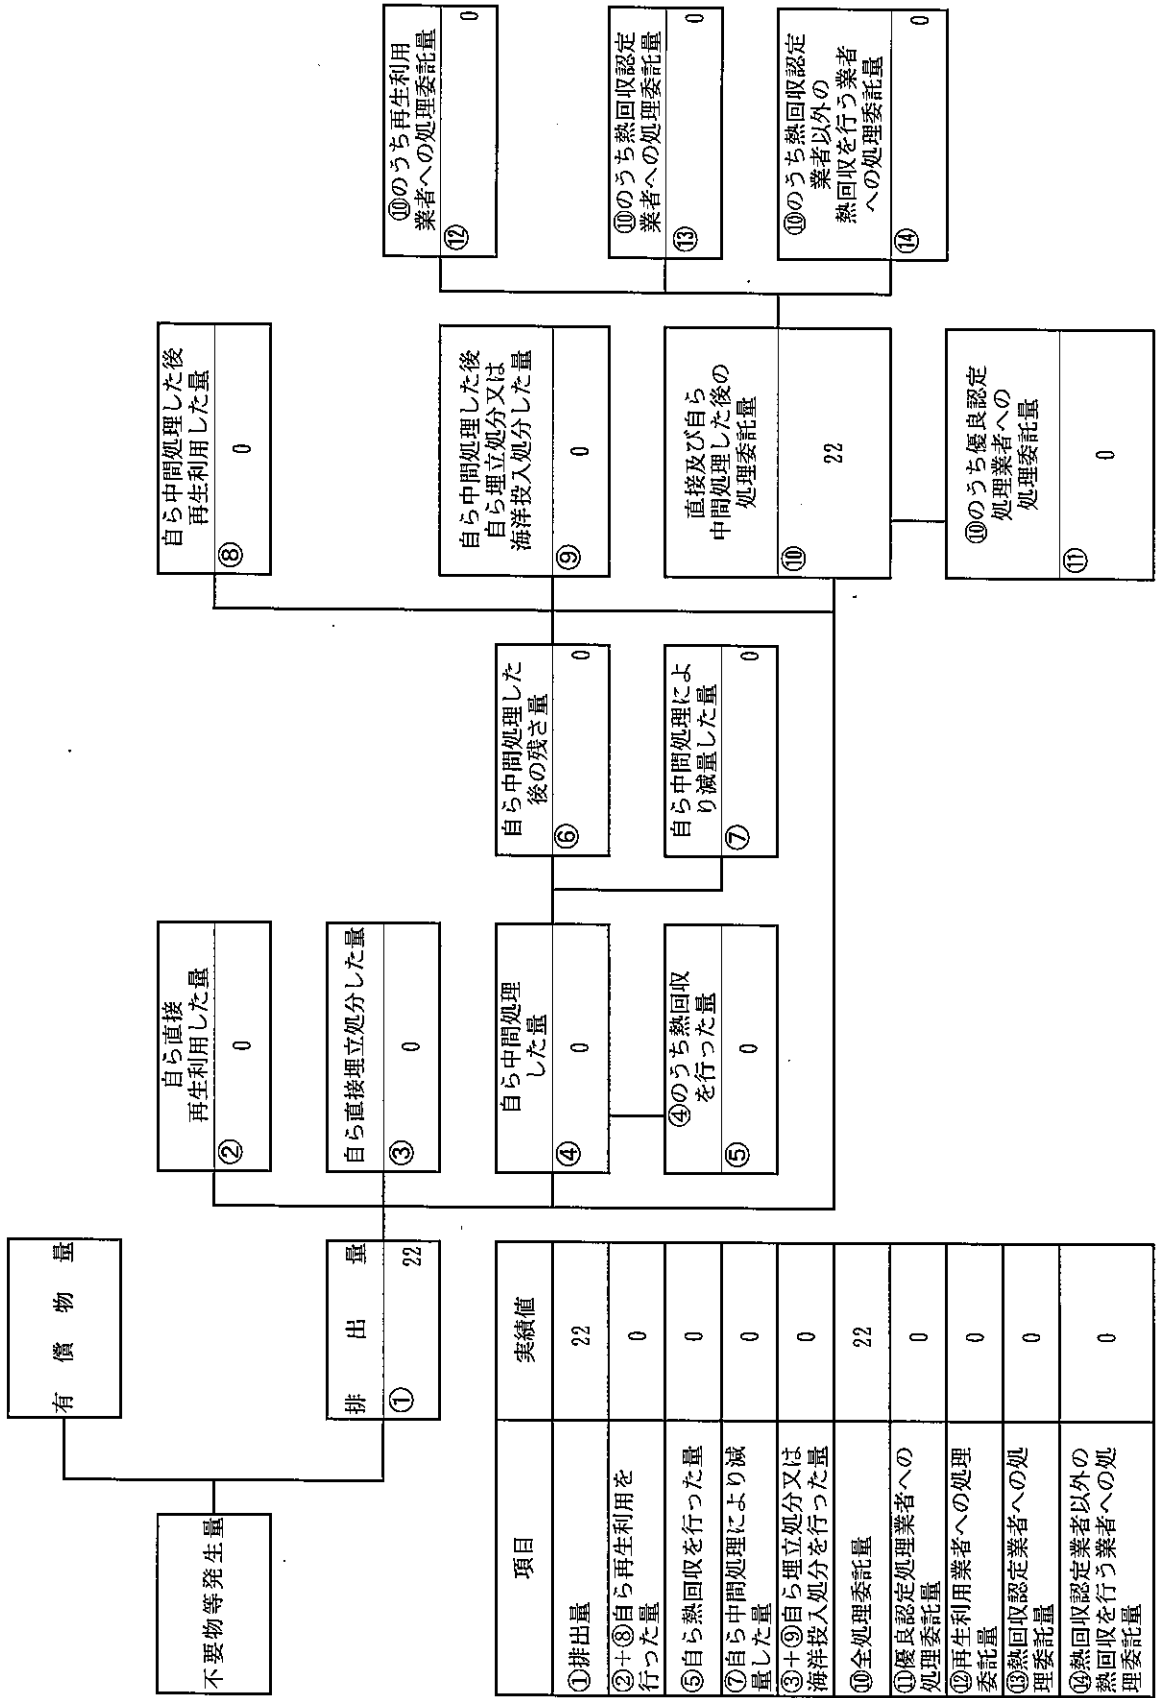 有償物量
不要物等発生量
排出量
①
22
自ら直接
再生利用した量
②
0
自ら直接埋立処分した量
③
0
自ら中間処理
した量
④
0
④のうち熱回収
を行った量
⑤
0
自ら中間処理した
後の残さ量
⑥
0
自ら中間処理によ
り減量した量
⑦
0
自ら中間処理した後
再生利用した量
⑧
0
自ら中間処理した後
自ら埋立処分又は
海洋投入処分した量
⑨
0
直接及び自ら
中間処理した後の
処理委託量
⑩
22
⑩のうち優良認定
処理業者への
処理委託量
⑪
0
⑩のうち再生利用
業者への処理委託量
⑫
0
⑩のうち熱回収認定
業者への処理委託量
⑬
0
⑩のうち熱回収認定
業者以外の
熱回収を行う業者
への処理委託量
⑭
0
項目 実績値
①排出量 22
②+⑧自ら再生利用を
行った量 0
⑤自ら熱回収を行った量 0
⑦自ら中間処理により減
量した量 0
③+⑨自ら埋立処分又は
海洋投入処分を行った量 0
⑩全処理委託量 22
⑪優良認定処理業者への
処理委託量 0
⑫再生利用業者への処理
委託量 0
⑬熱回収認定業者への処
理委託量 0
⑭熱回収認定業者以外の
熱回収を行う業者への処
理委託量 0